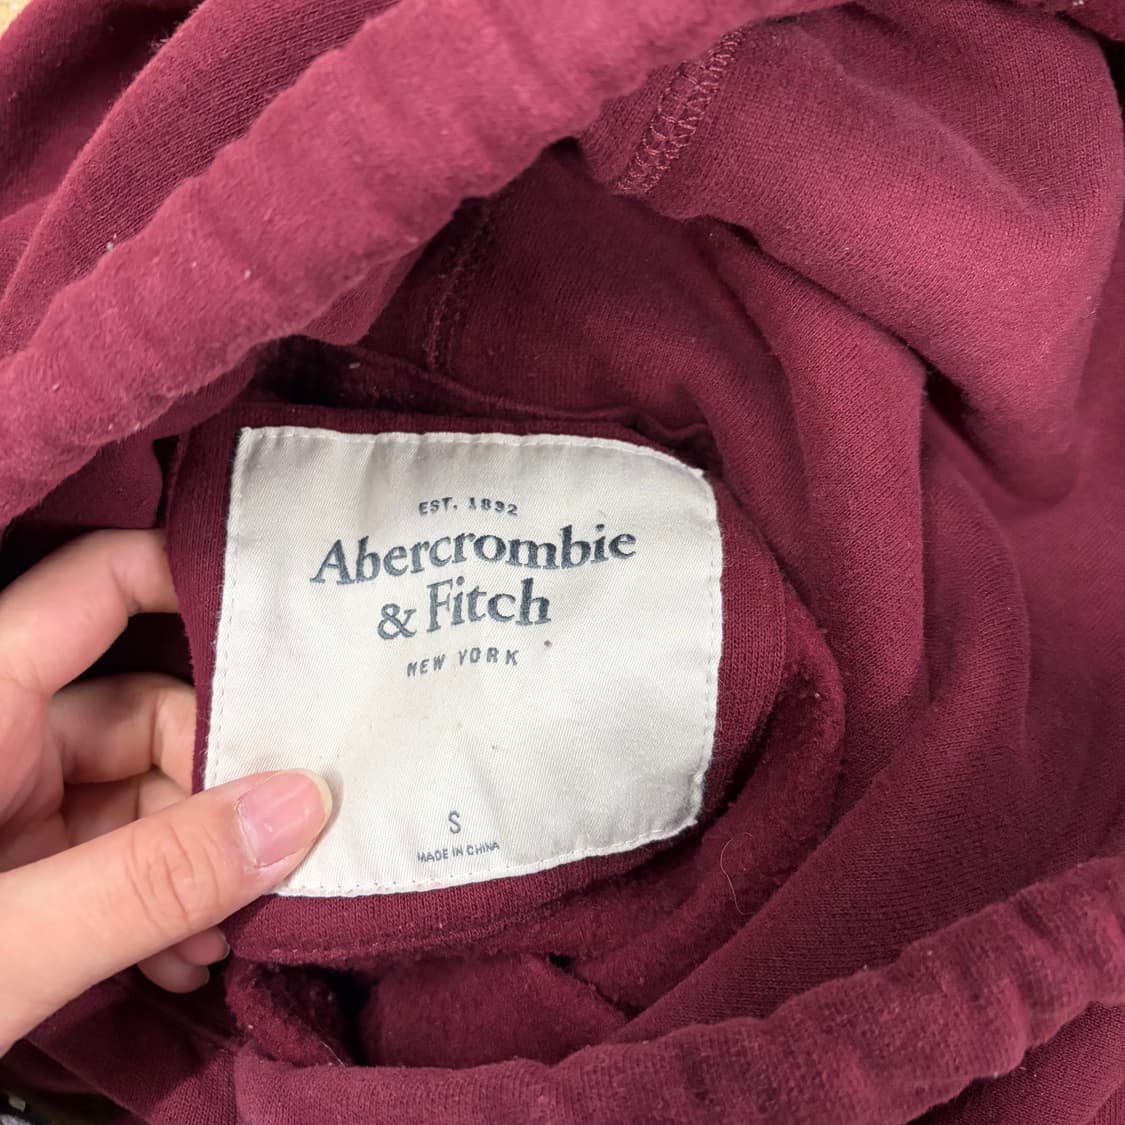 EST. 1892
Abercrombie
& Fitch
NEW YORK
S
MADE IN CHINA